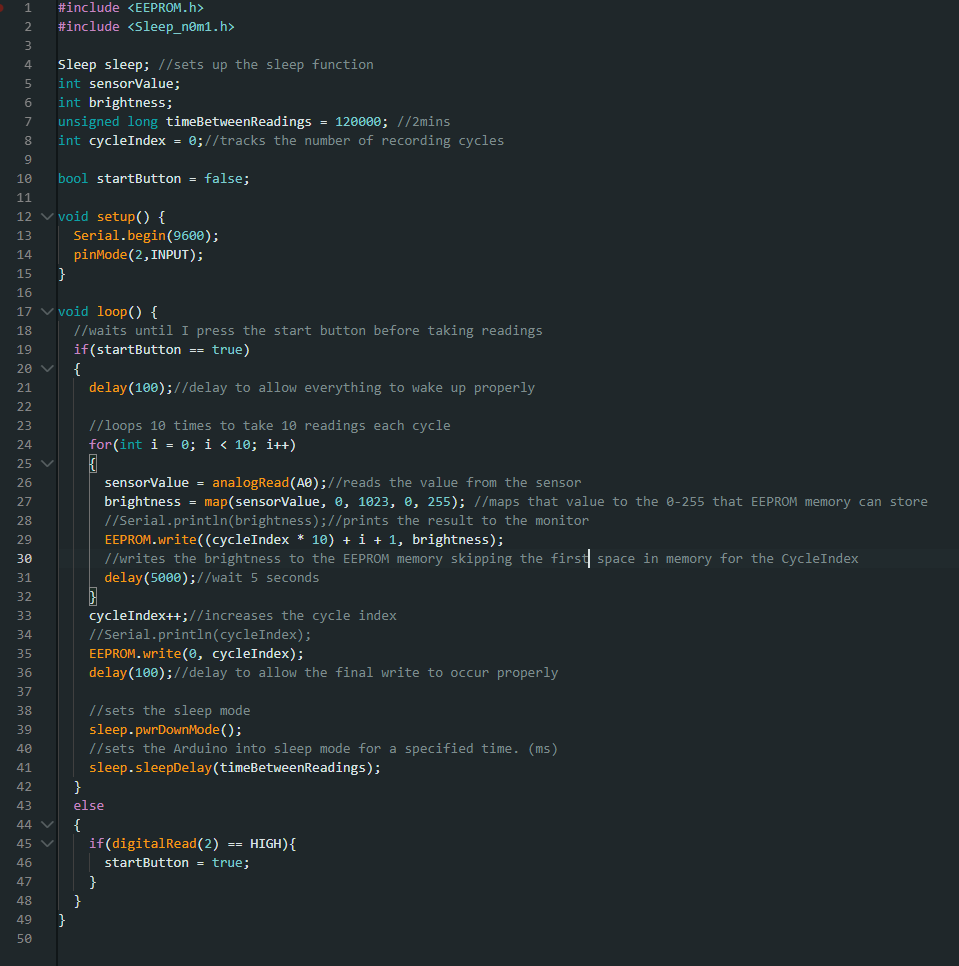 1 #include <EEPROM.h>
2 #include <Sleep_n0m1.h>
3
4 Sleep sleep; //sets up the sleep function
5 int sensorValue;
6 int brightness;
7 unsigned long timeBetweenReadings = 120000; //2mins
8 int cycleIndex = 0;//tracks the number of recording cycles
9
10 bool startButton = false;
11
12 void setup() {
13   Serial.begin(9600);
14   pinMode(2,INPUT);
15 }
16
17 void loop() {
18   //waits until I press the start button before taking readings
19   if(startButton == true)
20   {
21     delay(100);//delay to allow everything to wake up properly
22
23     //loops 10 times to take 10 readings each cycle
24     for(int i = 0; i < 10; i++)
25     {
26       sensorValue = analogRead(A0);//reads the value from the sensor
27       brightness = map(sensorValue, 0, 1023, 0, 255); //maps that value to the 0-255 that EEPROM memory can store
28       //Serial.println(brightness);//prints the result to the monitor
29       EEPROM.write((cycleIndex * 10) + i + 1, brightness);
30       //writes the brightness to the EEPROM memory skipping the first space in memory for the CycleIndex
31       delay(5000);//wait 5 seconds
32     }
33     cycleIndex++;//increases the cycle index
34     //Serial.println(cycleIndex);
35     EEPROM.write(0, cycleIndex);
36     delay(100);//delay to allow the final write to occur properly
37
38     //sets the sleep mode
39     sleep.pwrDownMode();
40     //sets the Arduino into sleep mode for a specified time. (ms)
41     sleep.sleepDelay(timeBetweenReadings);
42   }
43   else
44   {
45     if(digitalRead(2) == HIGH){
46       startButton = true;
47     }
48   }
49 }
50